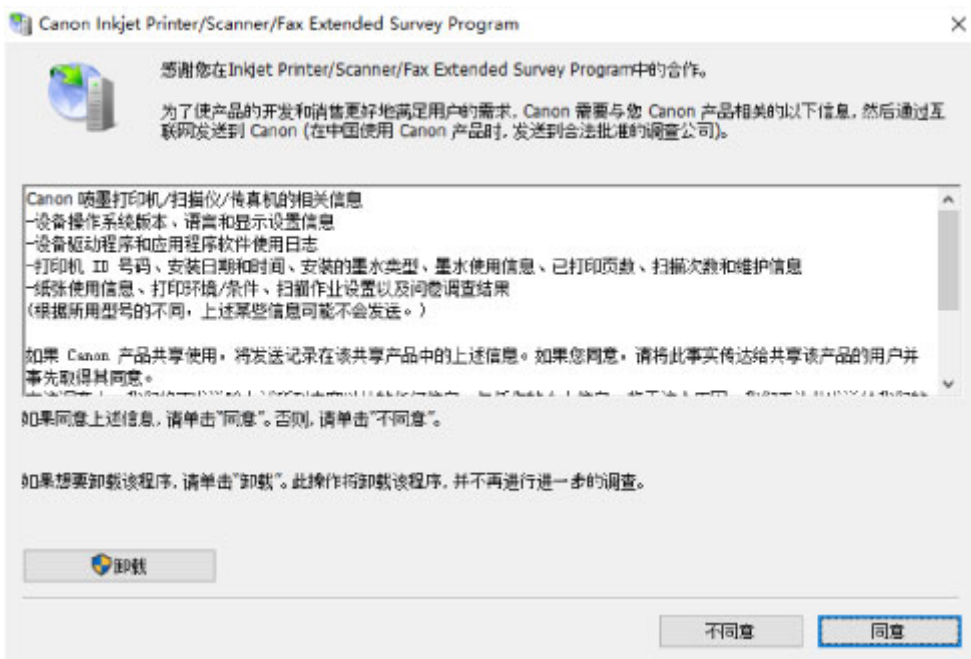 Canon Inkjet Printer/Scanner/Fax Extended Survey Program
感谢您在Inkjet Printer/Scanner/Fax Extended Survey Program中的合作。
为了使产品的开发和销售更好地满足用户的需求, Canon 需要与您 Canon 产品相关的以下信息, 然后通过互
联网发送到 Canon (在中国使用 Canon 产品时, 发送到合法批准的调查公司)。
Canon 喷墨打印机/扫描仪/传真机的相关信息
-设备操作系统版本、语言和显示设置信息
-设备驱动程序和应用程序软件使用日志
-打印机 ID 号码、安装日期和时间、安装的墨水类型、墨水使用信息、已打印页数、扫描次数和维护信息
-纸张使用信息、打印环境/条件、扫描作业设置以及问卷调查结果
(根据所用型号的不同，上述某些信息可能不会发送。)
如果 Canon 产品共享使用，将发送记录在该共享产品中的上述信息。如果您同意，请将此事实传达给共享该产品的用户并
事先取得其同意。
如果同意上述信息, 请单击"同意"。否则, 请单击"不同意"。
如果想要卸载该程序, 请单击"卸载"。此操作将卸载该程序, 并不再进行进一步的调查。
卸载
不同意
同意